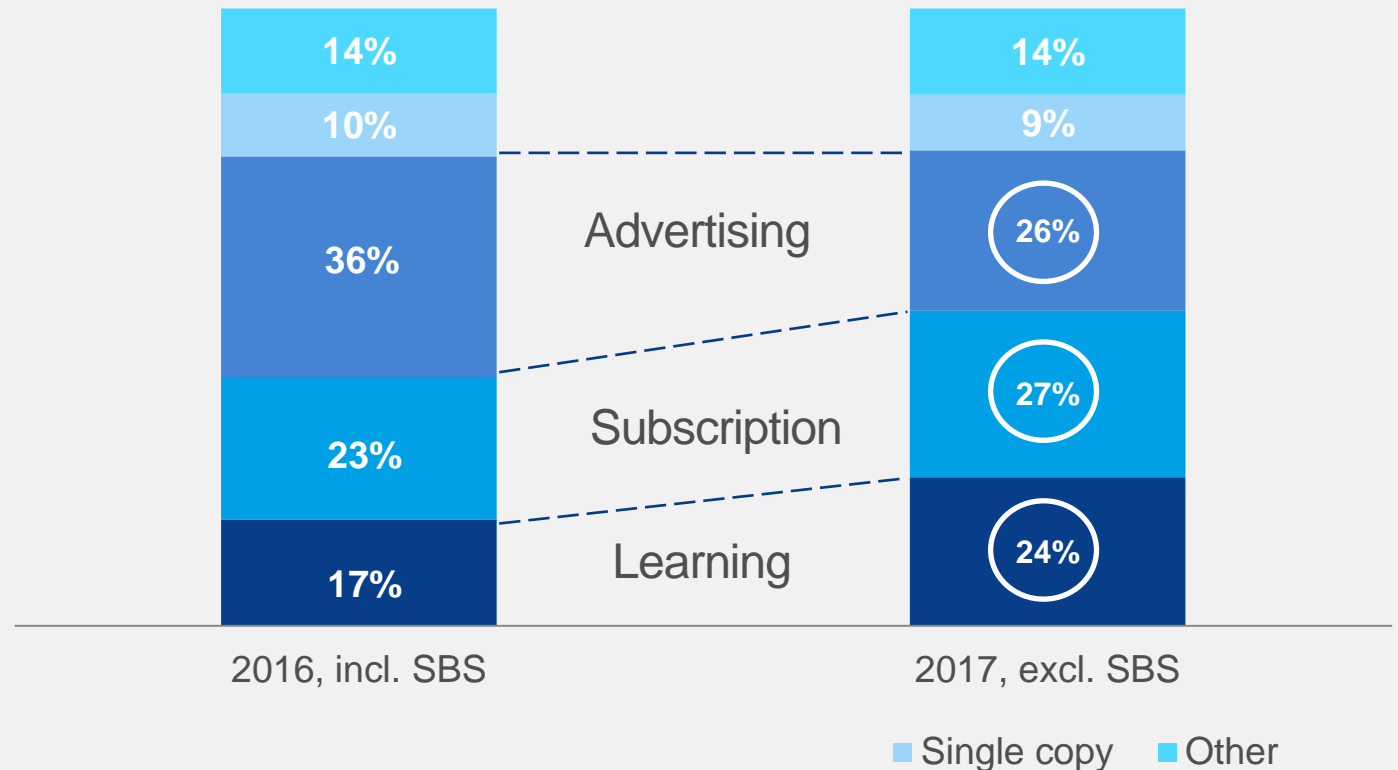 14%
14%
10%
9%
Advertising
26%
36%
27%
Subscription
23%
24%
Learning
17%
2016, incl. SBS
2017, excl. SBS
Single copy
Other